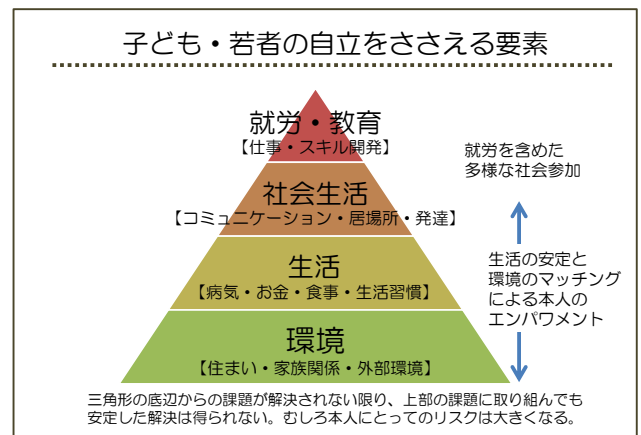 子ども・若者の自立をささえる要素
就労・教育
【仕事・スキル開発】
就労を含めた
多様な社会参加
社会生活
【コミュニケーション・居場所・発達】
生活
【病気・お金・食事・生活習慣】
生活の安定と
環境のマッチング
による本人の
エンパワメント
環境
【住まい・家族関係・外部環境】
三角形の底辺からの課題が解決されない限り、上部の課題に取り組んでも
安定した解決は得られない。むしろ本人にとってのリスクは大きくなる。